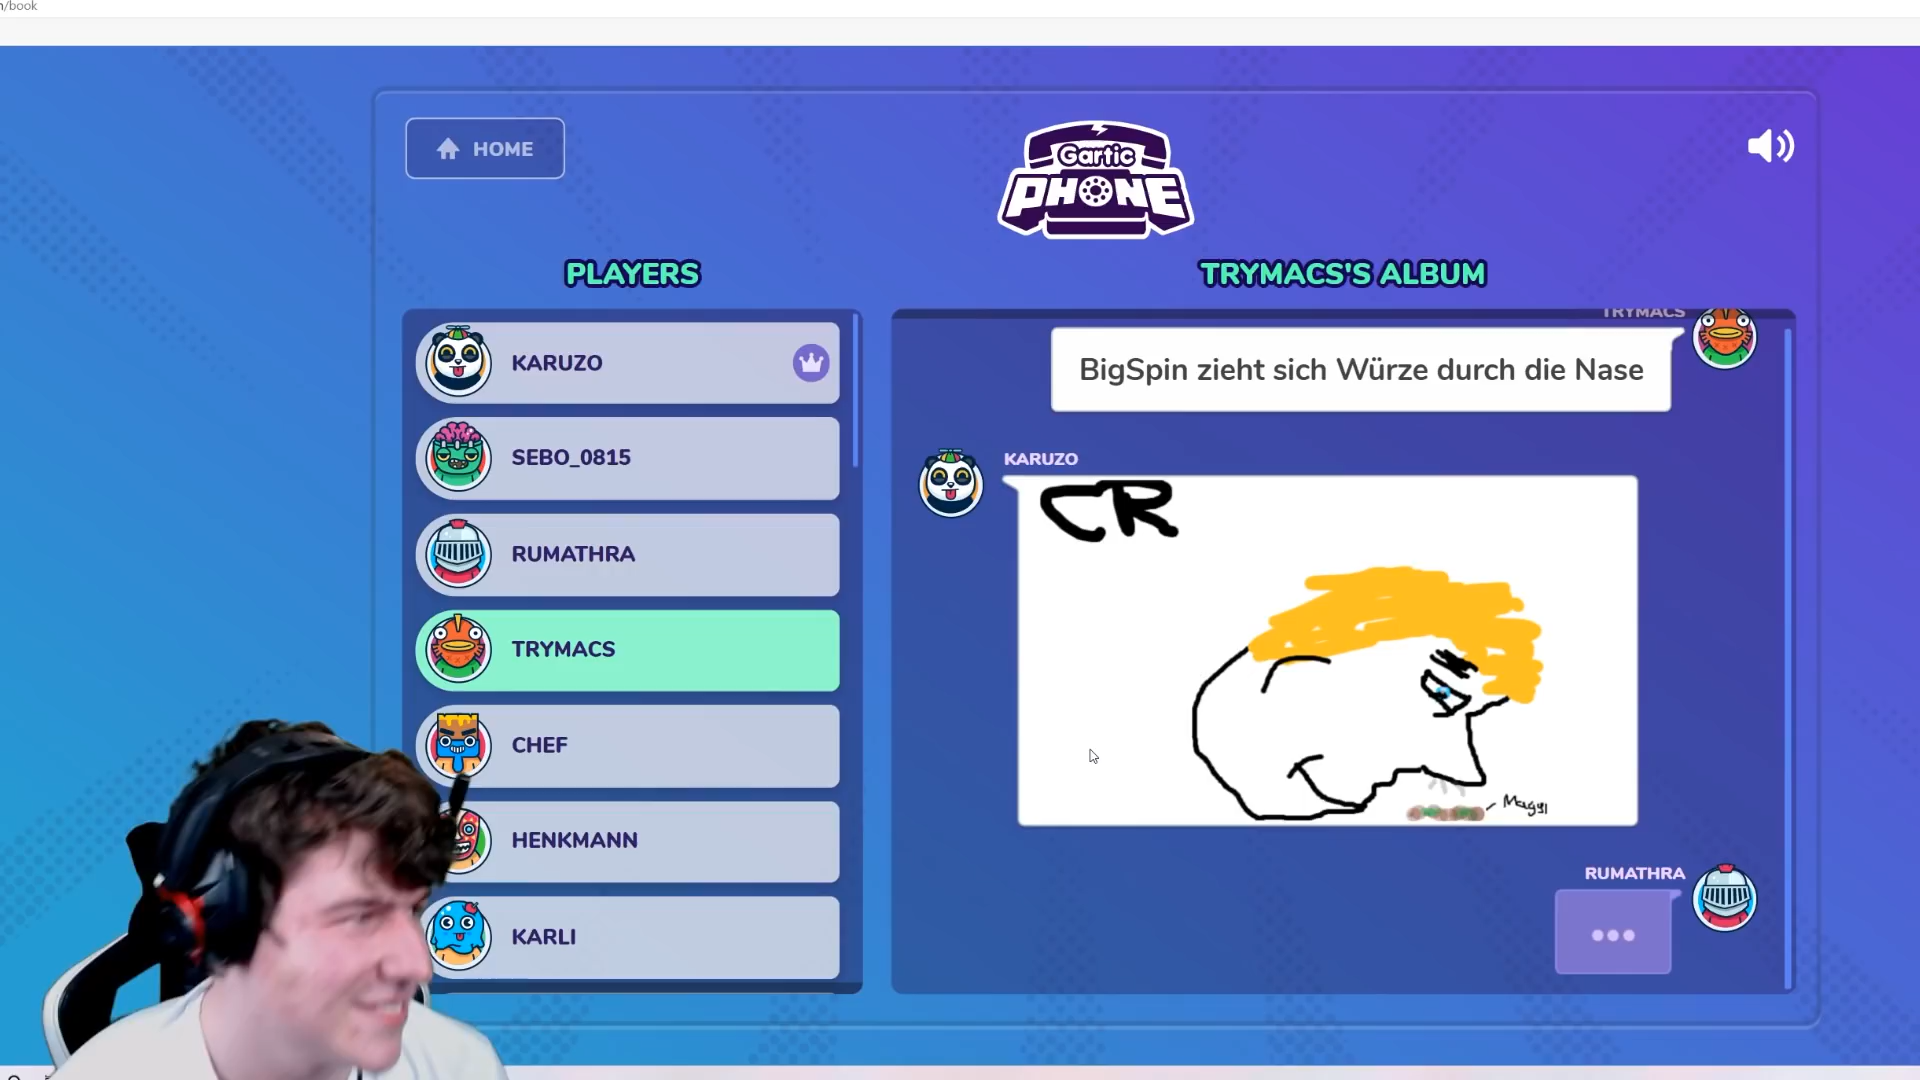 n/book
HOME
Gartic
PHONE
PLAYERS
TRYMACS'S ALBUM
KARUZO
SEBO_0815
RUMATHRA
TRYMACS
CHEF
HENKMANN
KARLI
TRYMACS
BigSpin zieht sich Würze durch die Nase
KARUZO
CR
Maggi
RUMATHRA